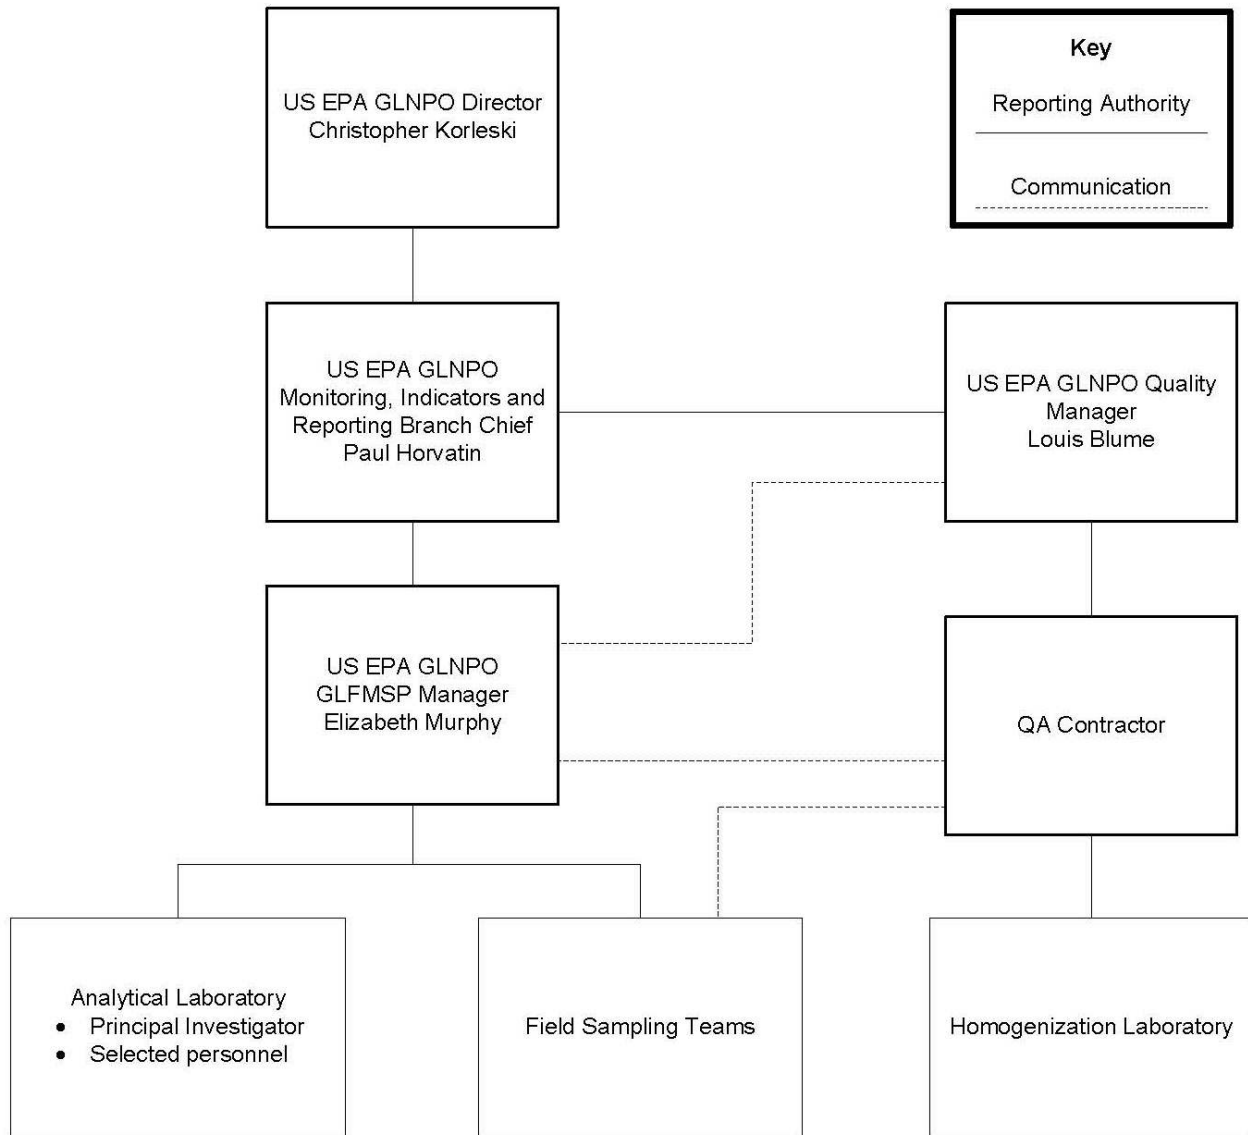 US EPA GLNPO Director
Christopher Korleski
Key
Reporting Authority
Communication
US EPA GLNPO
Monitoring, Indicators and
Reporting Branch Chief
Paul Horvatin
US EPA GLNPO Quality
Manager
Louis Blume
US EPA GLNPO
GLFMSP Manager
Elizabeth Murphy
QA Contractor
Analytical Laboratory
• Principal Investigator
• Selected personnel
Field Sampling Teams
Homogenization Laboratory